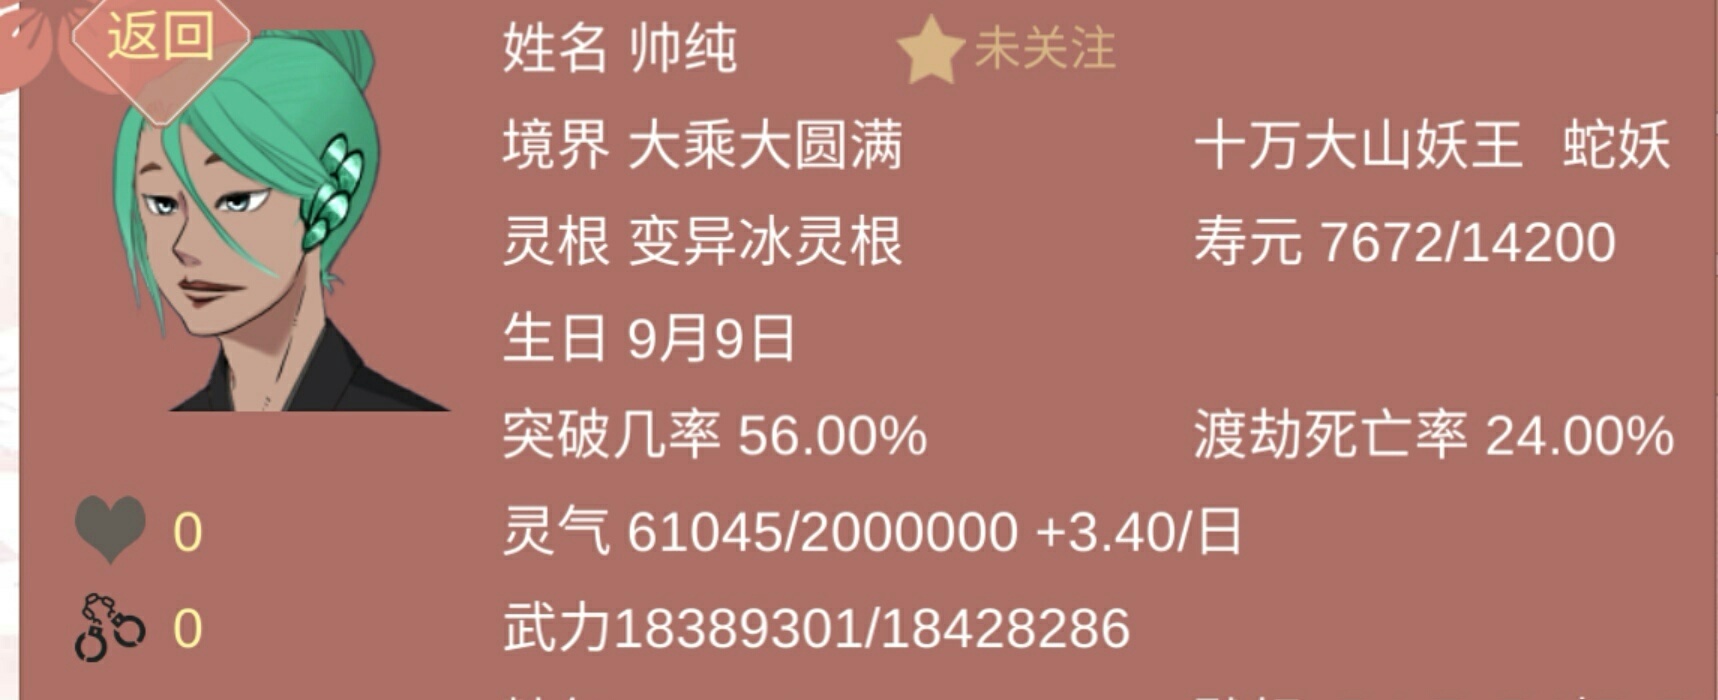 返回
姓名 帅纯 未关注
境界 大乘大圆满 十万大山妖王 蛇妖
灵根 变异冰灵根 寿元 7672/14200
生日 9月9日
突破几率 56.00% 渡劫死亡率 24.00%
0 灵气 61045/2000000 +3.40/日
0 武力18389301/18428286